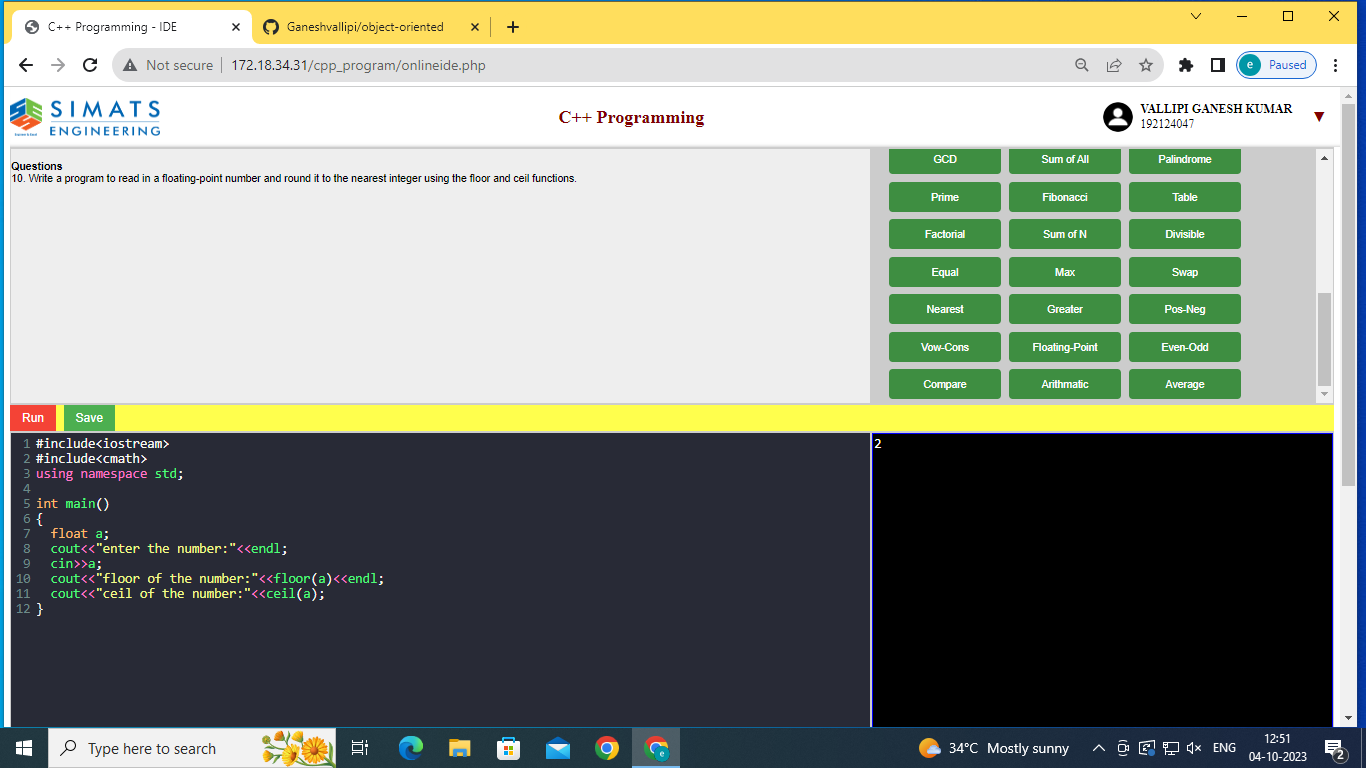 C++ Programming - IDE
Ganeshvallipi/object-oriented
Not secure
172.18.34.31/cpp_program/onlineide.php
e
Paused
SIMATS
ENGINEERING
C++ Programming
VALLIPI GANESH KUMAR
192124047
Questions
10. Write a program to read in a floating-point number and round it to the nearest integer using the floor and ceil functions.
GCD
Sum of All
Palindrome
Prime
Fibonacci
Table
Factorial
Sum of N
Divisible
Equal
Max
Swap
Nearest
Greater
Pos-Neg
Vow-Cons
Floating-Point
Even-Odd
Compare
Arithmatic
Average
Run
Save
1 #include<iostream>
2 #include<cmath>
3 using namespace std;
4
5 int main()
6 {
7 float a;
8 cout<<"enter the number:"<<endl;
9 cin>>a;
10 cout<<"floor of the number:"<<floor(a)<<endl;
11 cout<<"ceil of the number:"<<ceil(a);
12 }
2
Type here to search
e
34°C Mostly sunny
ENG
12:51
04-10-2023
2